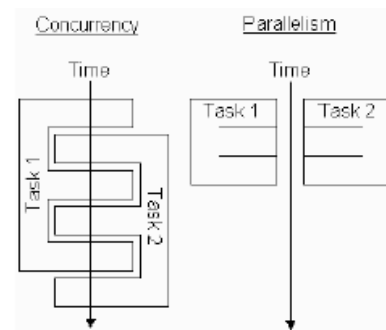 Concurrency
Time
Task 1
Task 2
Parallelism
Time
Task 1
Task 2